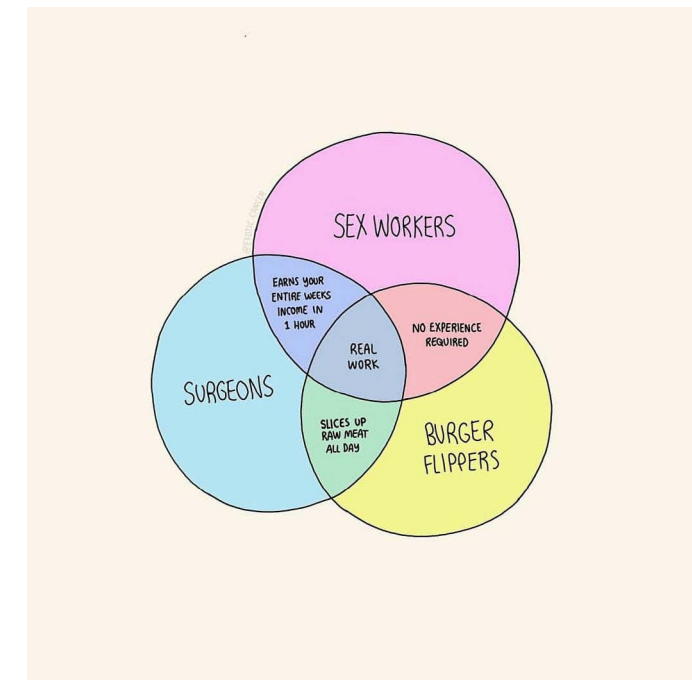 SEX WORKERS
EARNS YOUR
ENTIRE WEEKS
INCOME IN
1 HOUR
NO EXPERIENCE
REQUIRED
REAL
WORK
SURGEONS
SLICES UP
RAW MEAT
ALL DAY
BURGER
FLIPPERS